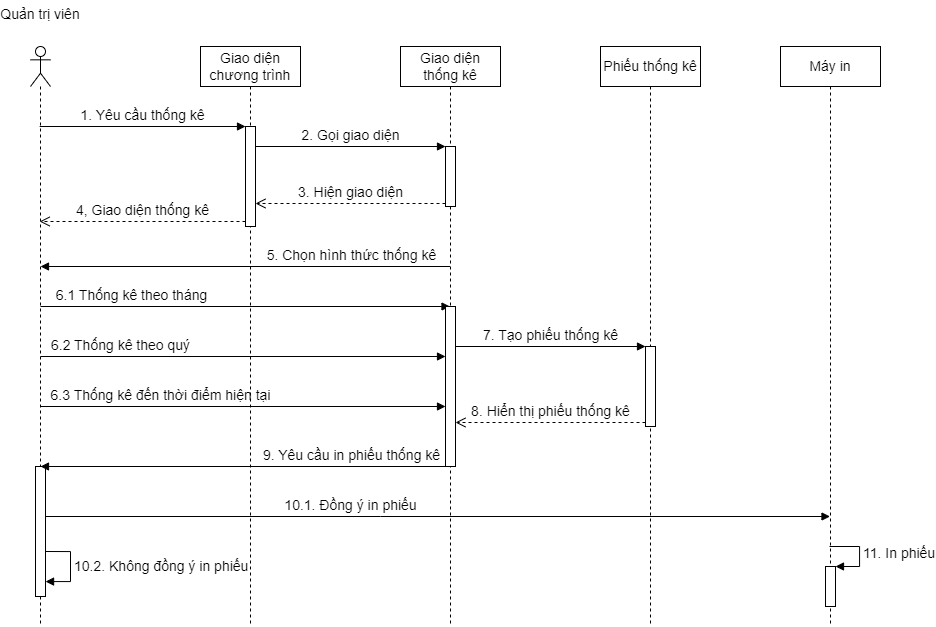 Quản trị viên
Giao diện
chương trình
Giao diện
thống kê
Phiếu thống kê
Máy in
1. Yêu cầu thống kê
2. Gọi giao diện
3. Hiện giao diện
4, Giao diện thống kê
5. Chọn hình thức thống kê
6.1 Thống kê theo tháng
7. Tạo phiếu thống kê
6.2 Thống kê theo quý
6.3 Thống kê đến thời điểm hiện tại
8. Hiển thị phiếu thống kê
9. Yêu cầu in phiếu thống kê
10.1. Đồng ý in phiếu
11. In phiếu
10.2. Không đồng ý in phiếu